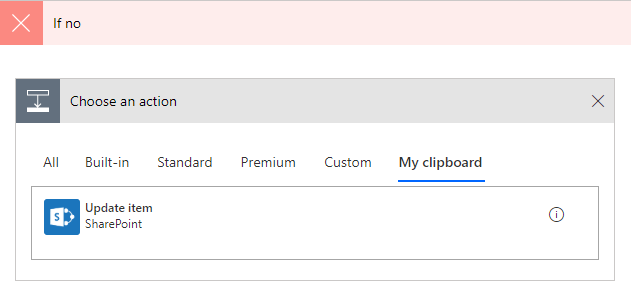 If no
Choose an action
All Built-in Standard Premium Custom My clipboard
Update item
SharePoint